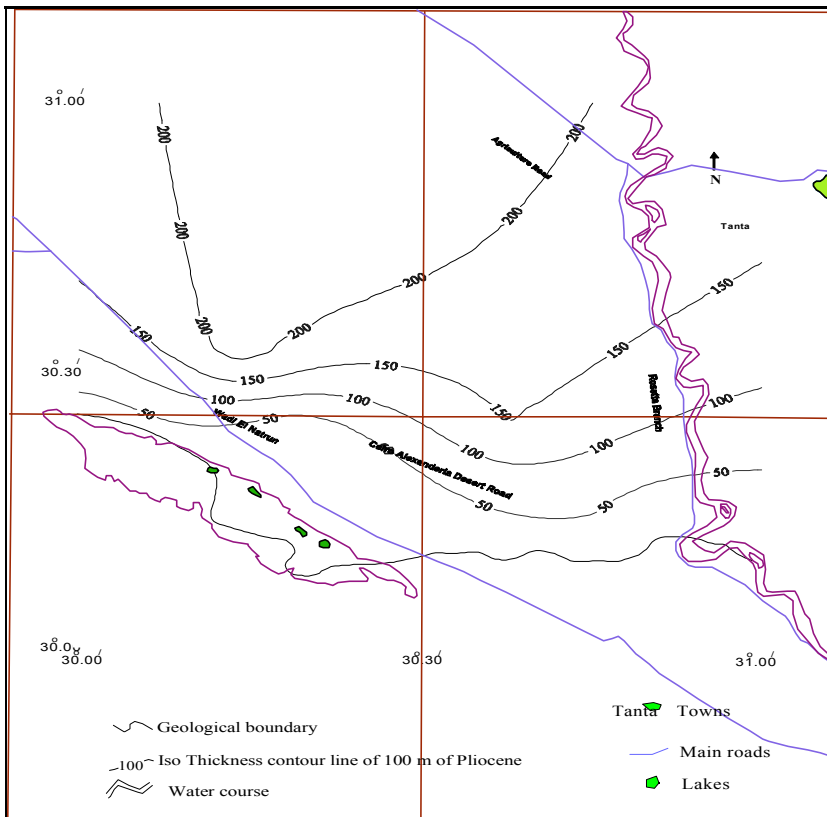 31.00
200
200
200
200
200
200
200
Agriculture Road
N
Tanta
150
150
150
150
150
150
30.30
100
100
100
100
100
Rosetta Branch
50
50
50
50
50
Wadi El Natrun
Cairo Alexanderia Desert Road
30.00
30.00
30.30
31.00
Geological boundary
100 Iso Thickness contour line of 100 m of Pliocene
Water course
Tanta Towns
Main roads
Lakes